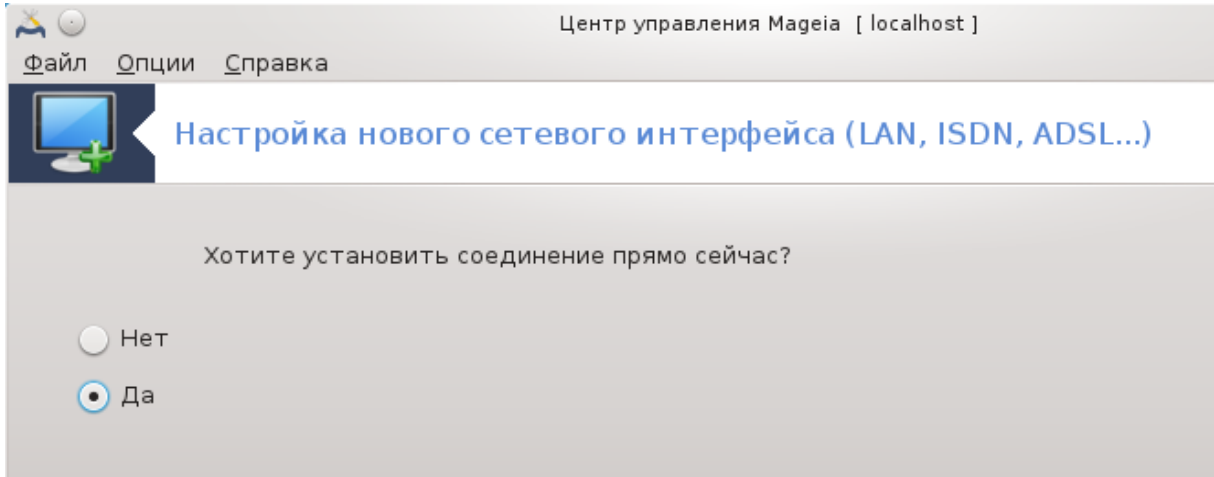 Центр управления Mageia [ localhost ]
Файл Опции Справка
Настройка нового сетевого интерфейса (LAN, ISDN, ADSL...)
Хотите установить соединение прямо сейчас?
Нет
Да